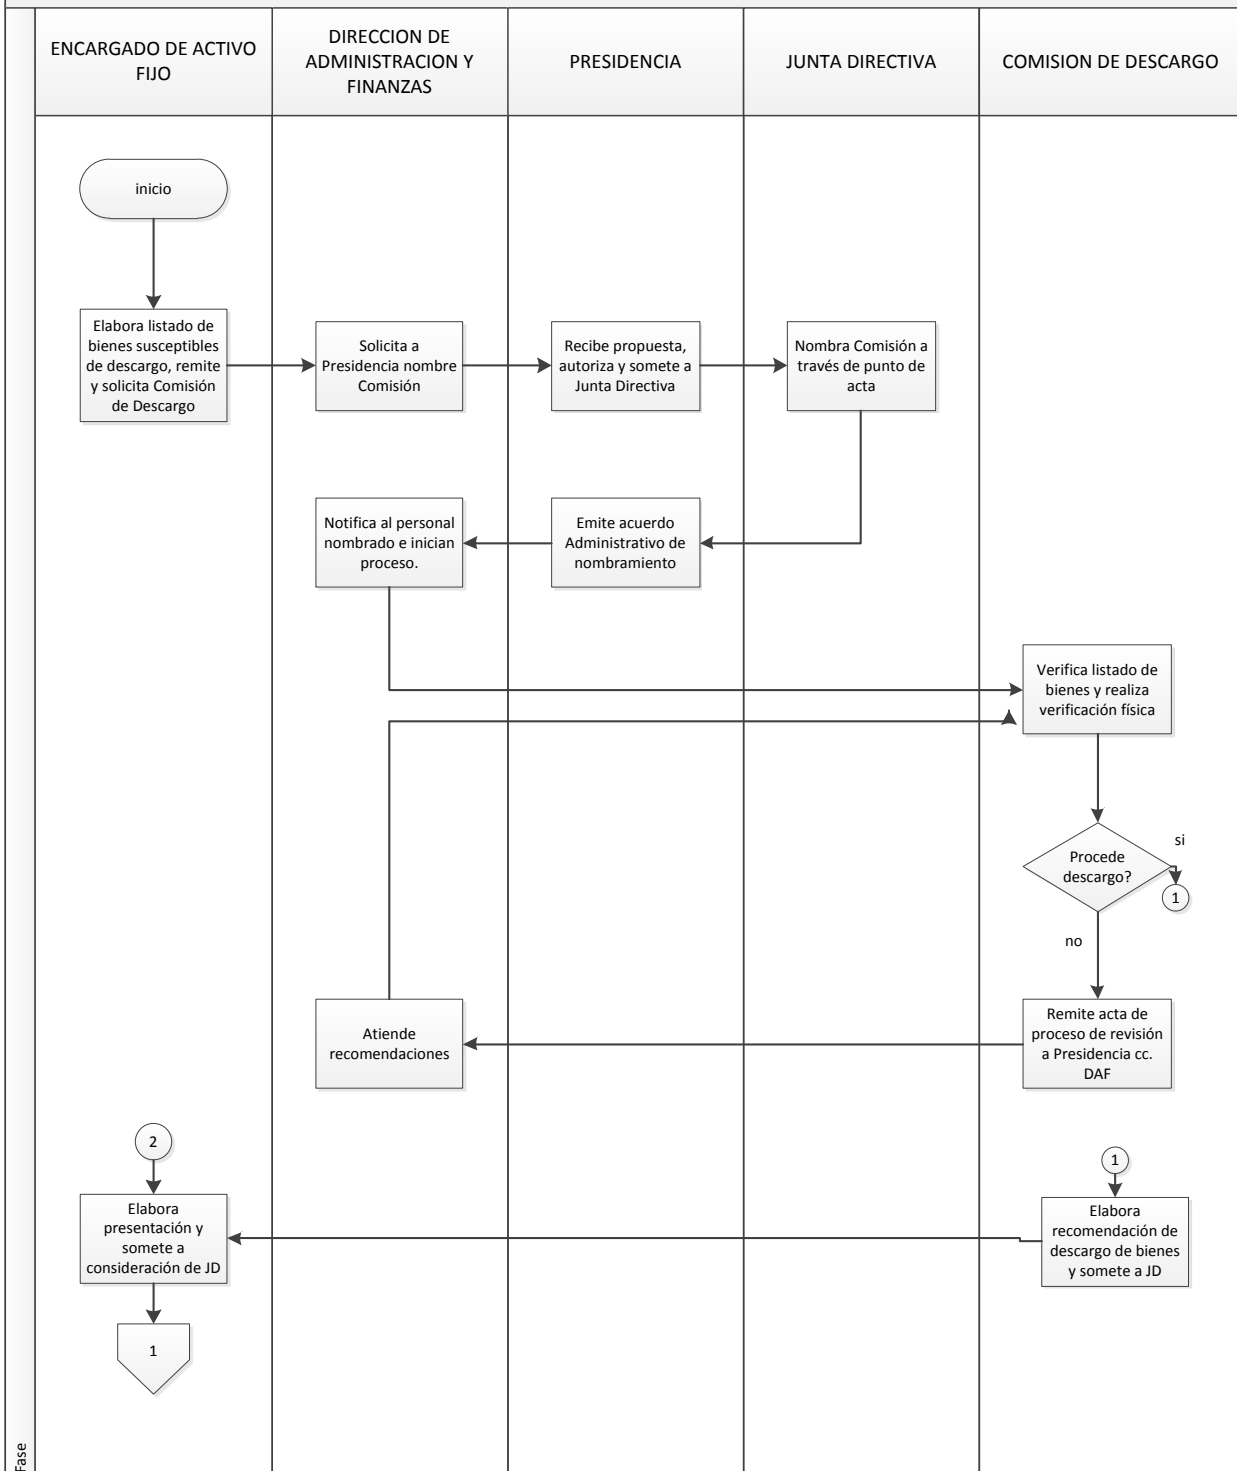 ENCARGADO DE ACTIVO
FIJO
DIRECCION DE
ADMINISTRACION Y
FINANZAS
PRESIDENCIA
JUNTA DIRECTIVA
COMISION DE DESCARGO
inicio
Elabora listado de
bienes susceptibles
de descargo, remite
y solicita Comisión
de Descargo
Solicita a
Presidencia nombre
Comisión
Recibe propuesta,
autoriza y somete a
Junta Directiva
Nombra Comisión a
través de punto de
acta
Notifica al personal
nombrado e inician
proceso.
Emite acuerdo
Administrativo de
nombramiento
Verifica listado de
bienes y realiza
verificación física
Procede
descargo?
si
1
no
Atiende
recomendaciones
Remite acta de
proceso de revisión
a Presidencia cc.
DAF
2
1
Elabora
presentación y
somete a
consideración de JD
Elabora
recomendación de
descargo de bienes
y somete a JD
1
Fase